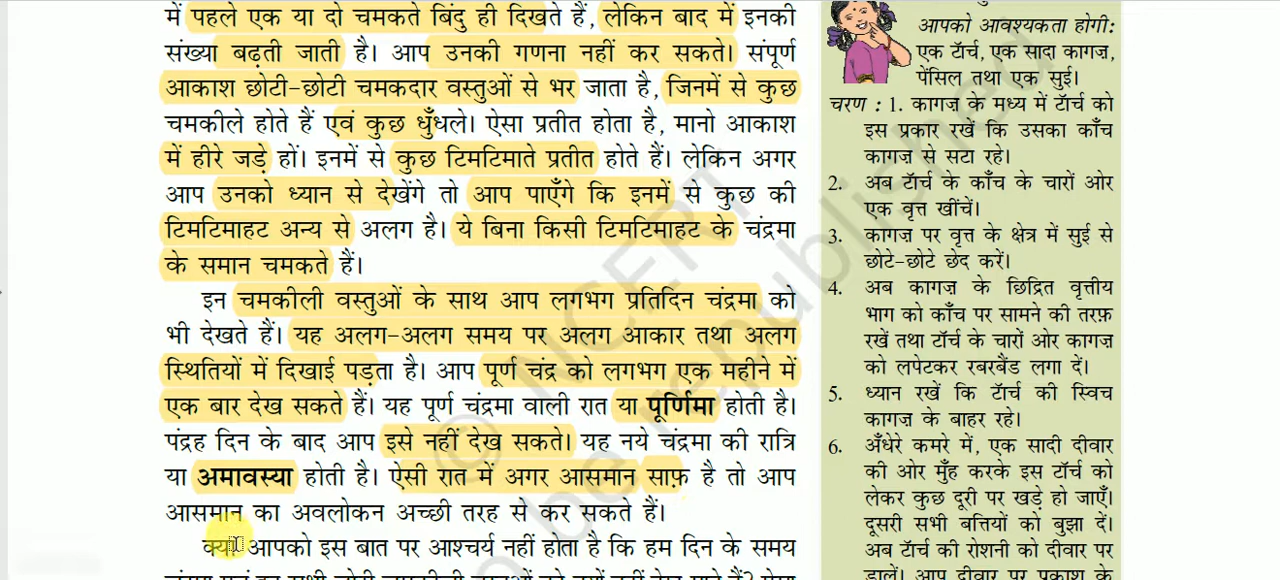 में पहले एक या दो चमकते बिंदु ही दिखते हैं, लेकिन बाद में इनकी
संख्या बढ़ती जाती है। आप उनकी गणना नहीं कर सकते। संपूर्ण
आकाश छोटी-छोटी चमकदार वस्तुओं से भर जाता है, जिनमें से कुछ
चमकीले होते हैं एवं कुछ धुँधले। ऐसा प्रतीत होता है, मानो आकाश
में हीरे जड़े हों। इनमें से कुछ टिमटिमाते प्रतीत होते हैं। लेकिन अगर
आप उनको ध्यान से देखेंगे तो आप पाएँगे कि इनमें से कुछ की
टिमटिमाहट अन्य से अलग है। ये बिना किसी टिमटिमाहट के चंद्रमा
के समान चमकते हैं।
इन चमकीली वस्तुओं के साथ आप लगभग प्रतिदिन चंद्रमा को
भी देखते हैं। यह अलग-अलग समय पर अलग आकार तथा अलग
स्थितियों में दिखाई पड़ता है। आप पूर्ण चंद्र को लगभग एक महीने में
एक बार देख सकते हैं। यह पूर्ण चंद्रमा वाली रात या पूर्णिमा होती है।
पंद्रह दिन के बाद आप इसे नहीं देख सकते। यह नये चंद्रमा की रात्रि
या अमावस्या होती है। ऐसी रात में अगर आसमान साफ़ है तो आप
आसमान का अवलोकन अच्छी तरह से कर सकते हैं।
क्या आपको इस बात पर आश्चर्य नहीं होता है कि हम दिन के समय
आपको आवश्यकता होगी:
एक टॉर्च, एक सादा कागज़,
पेंसिल तथा एक सुई।
चरण : 1. कागज़ के मध्य में टॉर्च को
इस प्रकार रखें कि उसका काँच
कागज़ से सटा रहे।
2. अब टॉर्च के काँच के चारों ओर
एक वृत्त खींचें।
3. कागज़ पर वृत्त के क्षेत्र में सुई से
छोटे-छोटे छेद करें।
4. अब कागज़ के छिद्रित वृत्तीय
भाग को काँच पर सामने की तरफ़
रखें तथा टॉर्च के चारों ओर कागज़
को लपेटकर रबरबैंड लगा दें।
5. ध्यान रखें कि टॉर्च की स्विच
कागज़ के बाहर रहे।
6. अँधेरे कमरे में, एक सादी दीवार
की ओर मुँह करके इस टॉर्च को
लेकर कुछ दूरी पर खड़े हो जाएँ।
दूसरी सभी बत्तियों को बुझा दें।
अब टॉर्च की रोशनी को दीवार पर
डालें। आप दीवार पर प्रकाश के
© NCERT
be republished